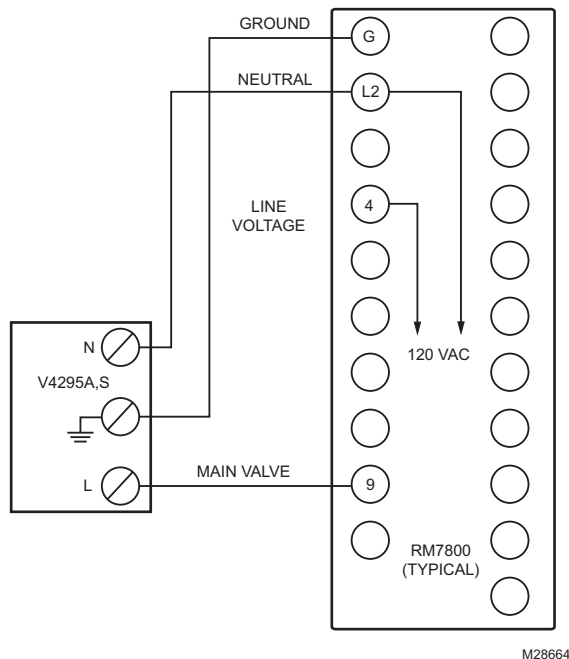 GROUND
G
NEUTRAL
L2
LINE
VOLTAGE
4
N
V4295A,S
120 VAC
L
MAIN VALVE
9
RM7800
(TYPICAL)
M28664